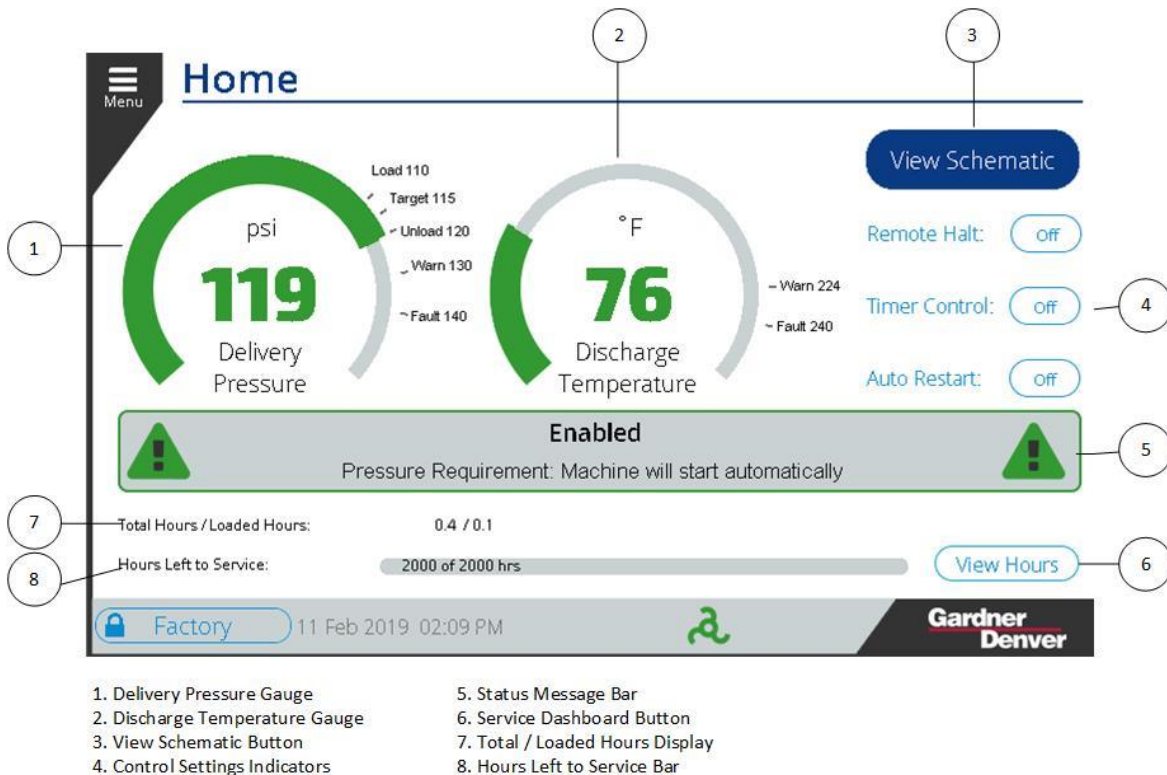 2
3
Menu
Home
View Schematic
Load 110
Target 115
Unload 120
Warn 130
Fault 140
psi
119
Delivery
Pressure
1
°F
76
Discharge
Temperature
Warn 224
Fault 240
Remote Halt: Off
Timer Control: Off
4
Auto Restart: Off
Enabled
Pressure Requirement: Machine will start automatically
5
7
Total Hours / Loaded Hours: 0.4 / 0.1
8
Hours Left to Service: 2000 of 2000 hrs
View Hours
6
Factory 11 Feb 2019 02:09 PM
Gardner
Denver
1. Delivery Pressure Gauge
2. Discharge Temperature Gauge
3. View Schematic Button
4. Control Settings Indicators
5. Status Message Bar
6. Service Dashboard Button
7. Total / Loaded Hours Display
8. Hours Left to Service Bar